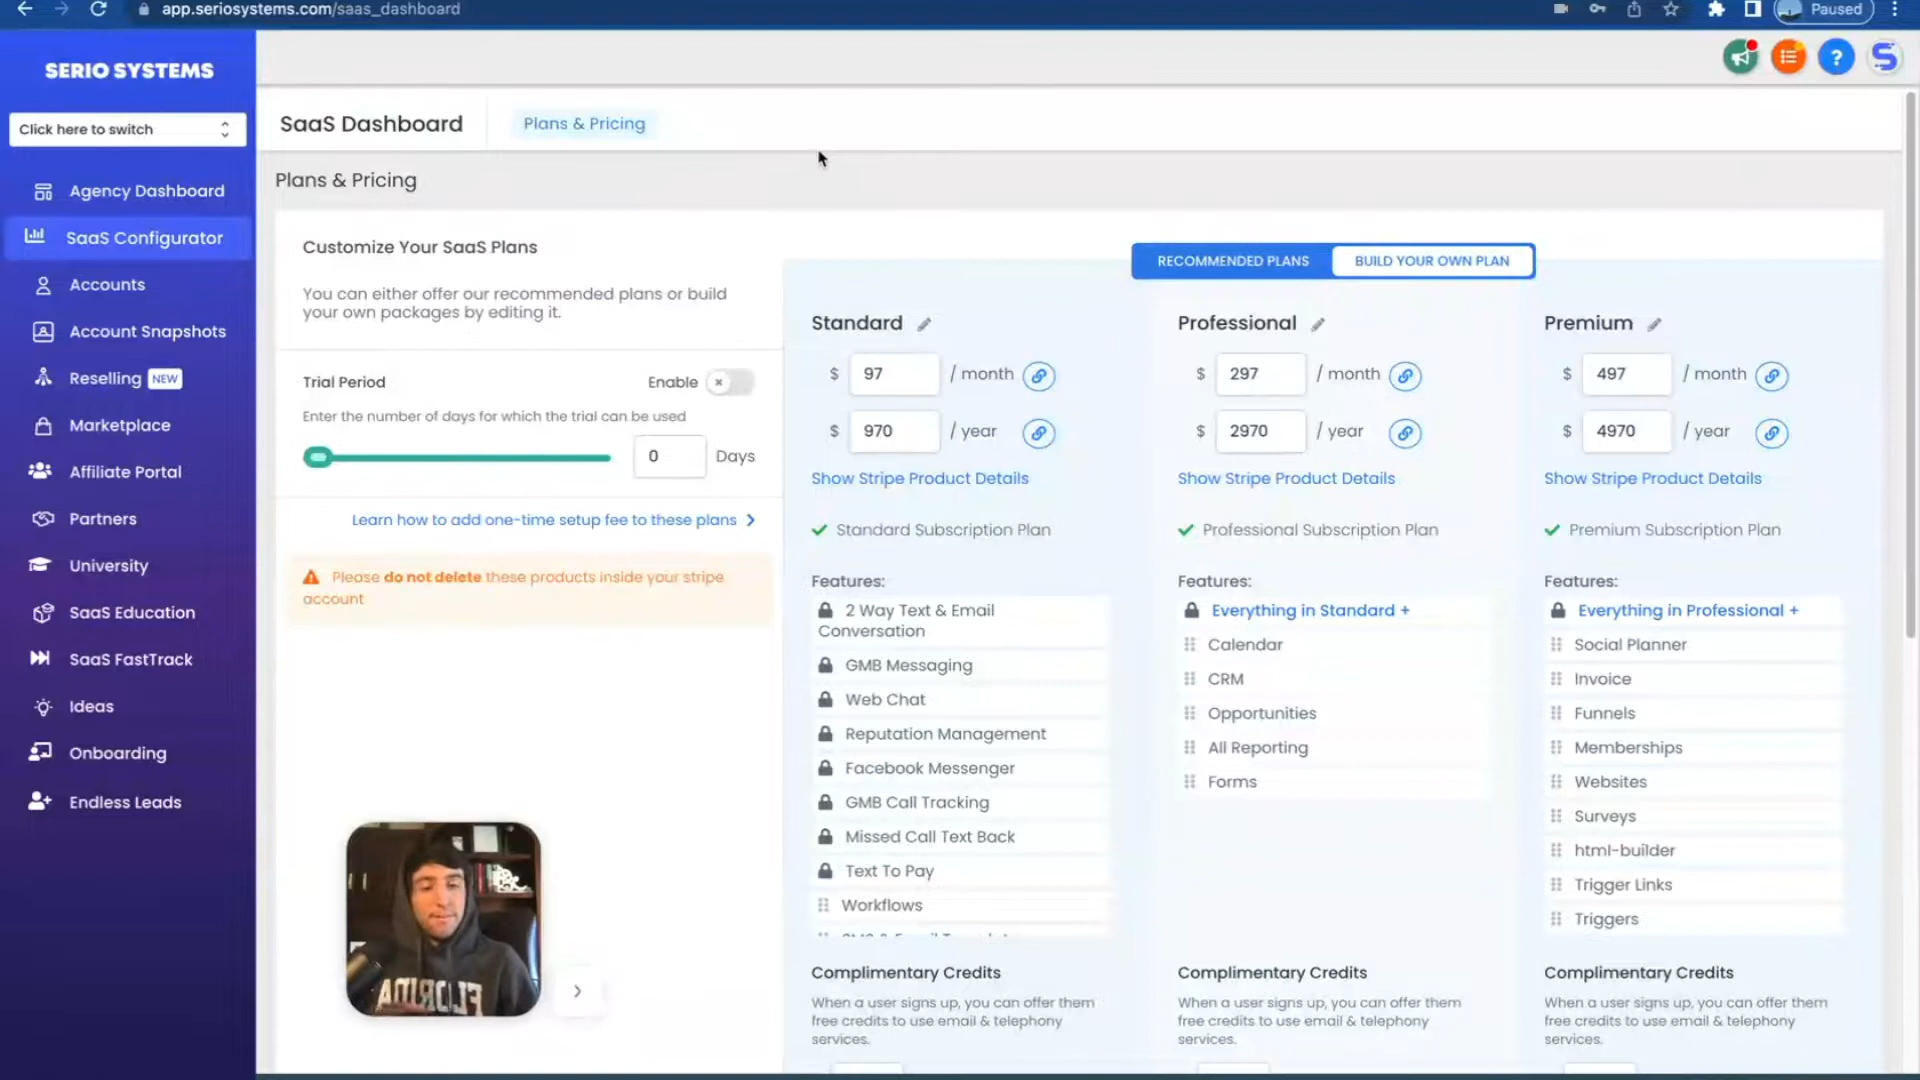 app.seriosystems.com/saas_dashboard
Paused
SERIO SYSTEMS
Click here to switch
Agency Dashboard
SaaS Configurator
Accounts
Account Snapshots
Reselling NEW
Marketplace
Affiliate Portal
Partners
University
SaaS Education
SaaS FastTrack
Ideas
Onboarding
Endless Leads
SaaS Dashboard
Plans & Pricing
Plans & Pricing
Customize Your SaaS Plans
You can either offer our recommended plans or build
your own packages by editing it.
Trial Period
Enable
Enter the number of days for which the trial can be used
0 Days
Learn how to add one-time setup fee to these plans
Please do not delete these products inside your stripe
account
FLORIDA
RECOMMENDED PLANS
BUILD YOUR OWN PLAN
Standard
$ 97 / month
$ 970 / year
Show Stripe Product Details
Standard Subscription Plan
Features:
2 Way Text & Email
Conversation
GMB Messaging
Web Chat
Reputation Management
Facebook Messenger
GMB Call Tracking
Missed Call Text Back
Text To Pay
Workflows
Complimentary Credits
When a user signs up, you can offer them
free credits to use email & telephony
services.
Professional
$ 297 / month
$ 2970 / year
Show Stripe Product Details
Professional Subscription Plan
Features:
Everything in Standard +
Calendar
CRM
Opportunities
All Reporting
Forms
Complimentary Credits
When a user signs up, you can offer them
free credits to use email & telephony
services.
Premium
$ 497 / month
$ 4970 / year
Show Stripe Product Details
Premium Subscription Plan
Features:
Everything in Professional +
Social Planner
Invoice
Funnels
Memberships
Websites
Surveys
html-builder
Trigger Links
Triggers
Complimentary Credits
When a user signs up, you can offer them
free credits to use email & telephony
services.